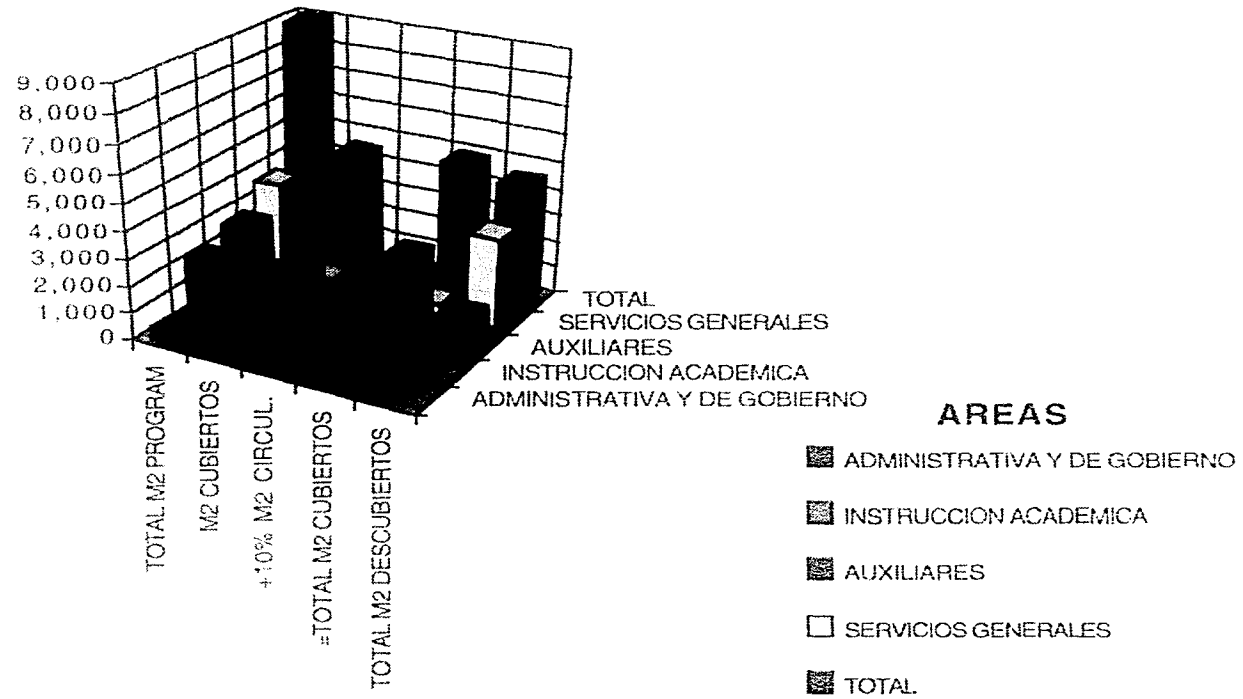 9,000
8,000
7,000
6,000
5,000
4,000
3,000
2,000
1,000
0
TOTAL
SERVICIOS GENERALES
AUXILIARES
INSTRUCCION ACADEMICA
ADMINISTRATIVA Y DE GOBIERNO
TOTAL M2 PROGRAM
M2 CUBIERTOS
+10% M2 CIRCUL.
=TOTAL M2 CUBIERTOS
TOTAL M2 DESCUBIERTOS
AREAS
ADMINISTRATIVA Y DE GOBIERNO
INSTRUCCION ACADEMICA
AUXILIARES
SERVICIOS GENERALES
TOTAL